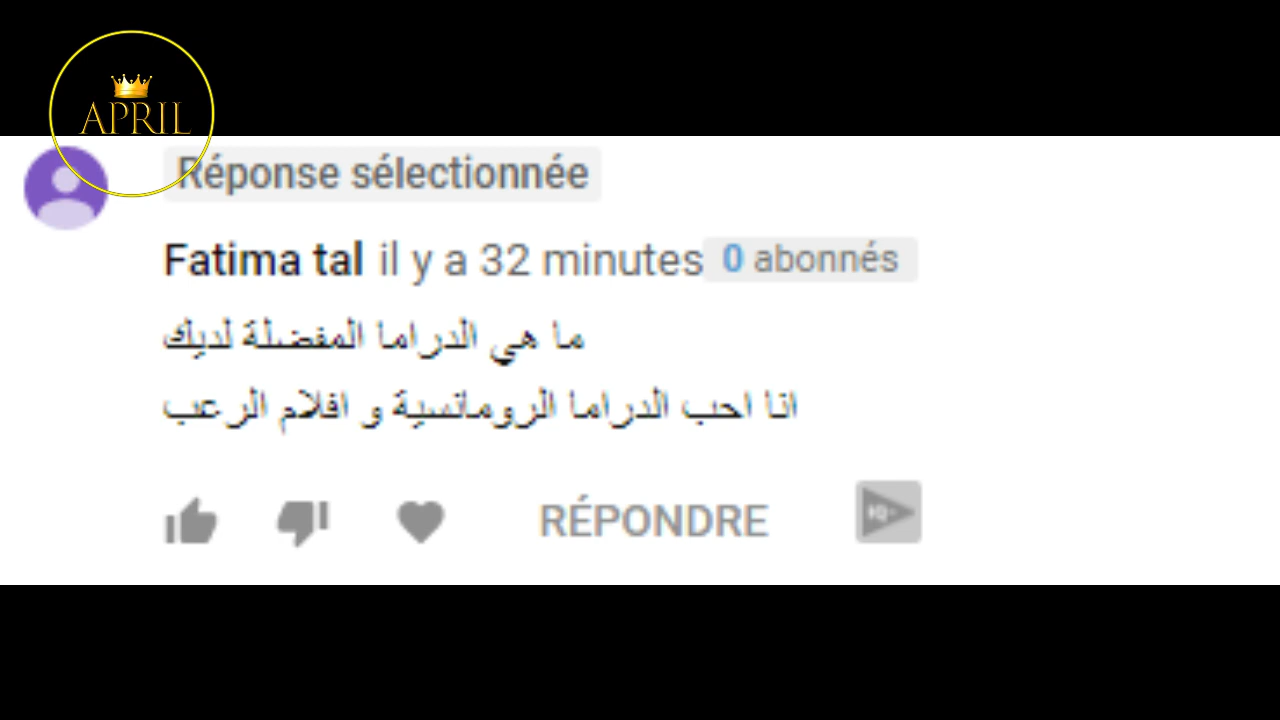 APRIL
Réponse sélectionnée
Fatima tal il y a 32 minutes 0 abonnés
ما هي الدراما المفضلة لديك
انا احب الدراما الرومانسية و افلام الرعب
RÉPONDRE